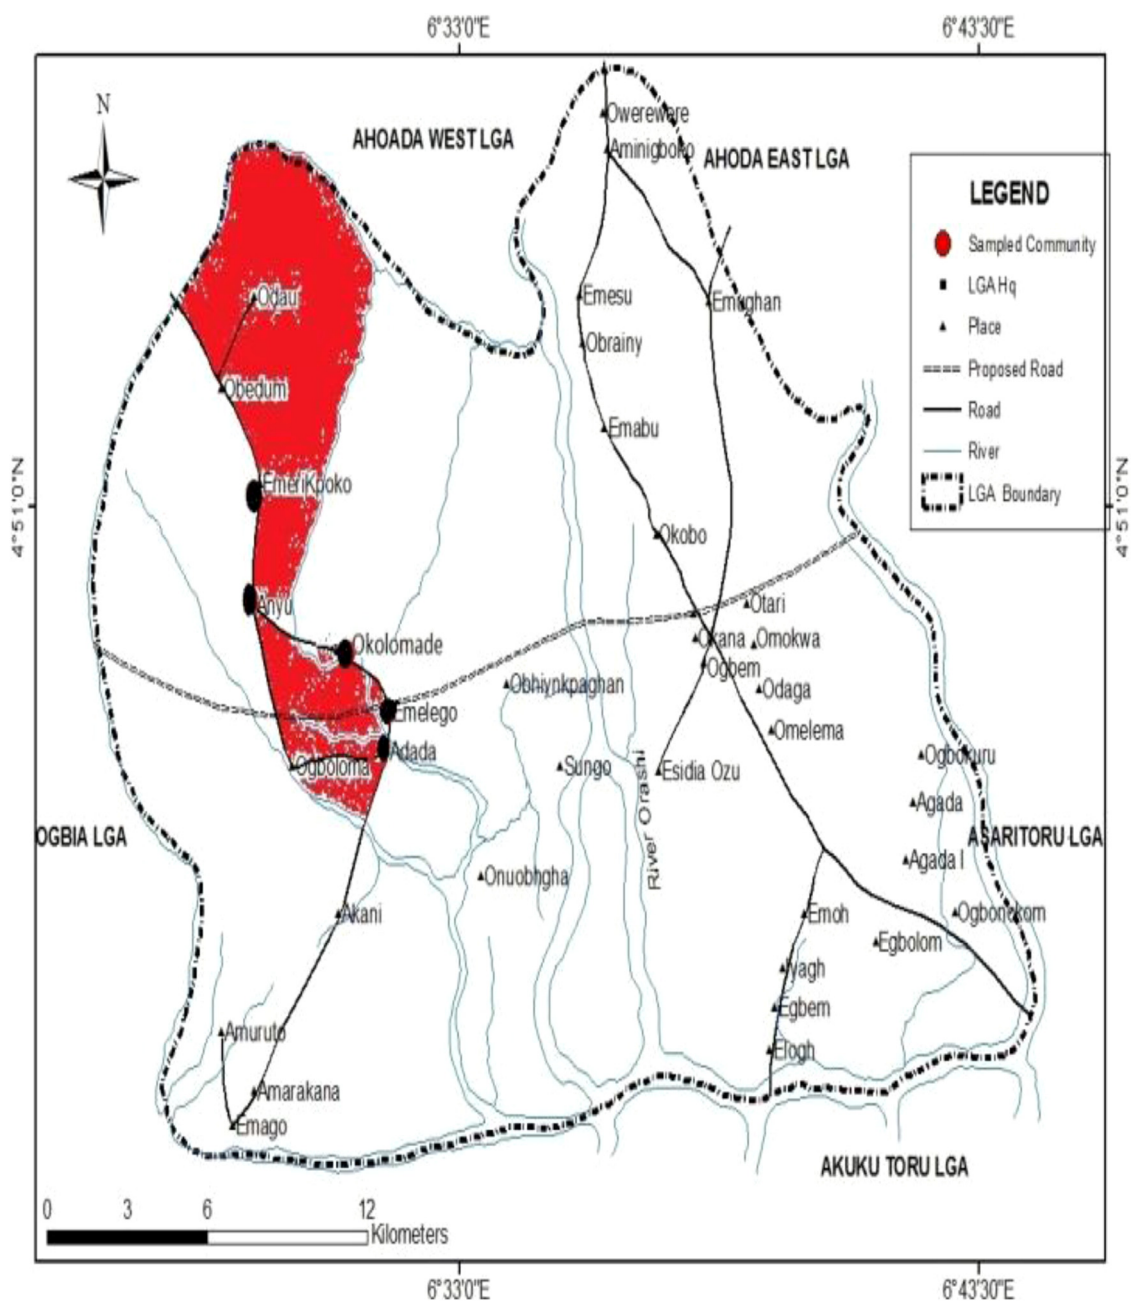 6°33'0"E
6°43'30"E
N
AHOADA WEST LGA
AHODA EAST LGA
Owerewere
Aminigboko
LEGEND
Sampled Community
LGA Hq
Place
Proposed Road
Road
River
LGA Boundary
Odau
Emesu
Emughan
Obrainy
Obedum
Emabu
EmeriKpoko
4°51'0"N
4°51'0"N
Okobo
Anyu
Otari
Okolomade
Okana
Omokwa
Ogbem
Obhiynkpaghan
Odaga
Emelego
Omelema
Adada
Ogboloma
Sungo
Esidia Ozu
Ogbokuru
River Orashi
Agada
OGBIA LGA
ASARITORU LGA
Agada I
Onuobhgha
Akani
Emoh
Ogbonokom
Egbolom
Iyagh
Egbem
Amuruto
Elogh
Amarakana
Emago
AKUKU TORU LGA
0 3 6 12
Kilometers
6°33'0"E
6°43'30"E